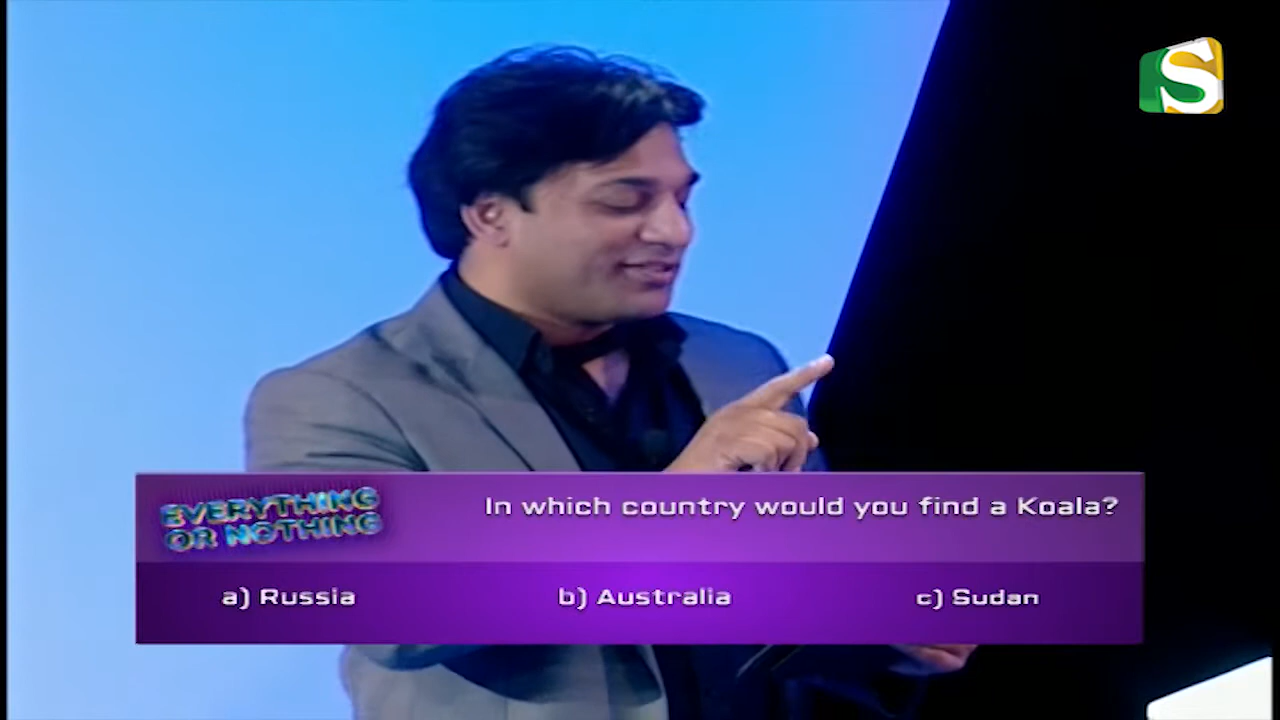 S
EVERYTHING
OR NOTHING
In which country would you find a Koala?
a) Russia
b) Australia
c) Sudan